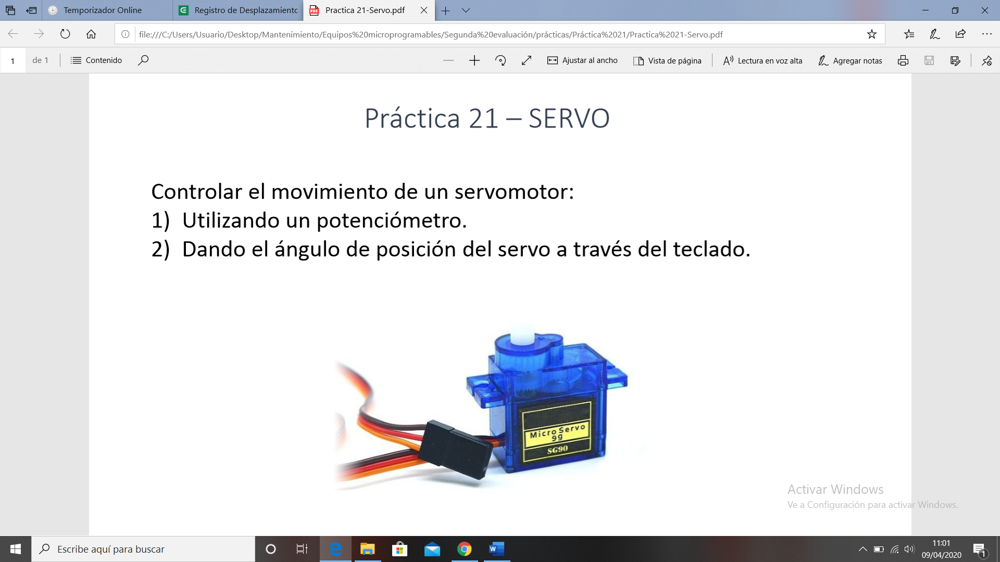 Temporizador Online
Registro de Desplazamiento
Practica 21-Servo.pdf
file:///C:/Users/Usuario/Desktop/Mantenimiento/Equipos%20microprogramables/Segunda%20evaluación/prácticas/Práctica%2021/Practica%2021-Servo.pdf
1 de 1 Contenido Ajustar al ancho Vista de página Lectura en voz alta Agregar notas
Práctica 21 – SERVO
Controlar el movimiento de un servomotor:
1) Utilizando un potenciómetro.
2) Dando el ángulo de posición del servo a través del teclado.
Micro Servo
9g
SG90
Activar Windows
Ve a Configuración para activar Windows.
Escribe aquí para buscar
11:01
09/04/2020
1